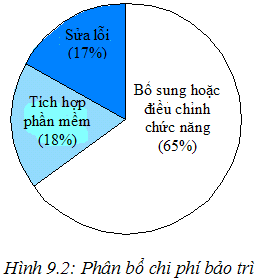 Sửa lỗi
(17%)
Tích hợp
phần mềm
(18%)
Bổ sung hoặc
điều chỉnh
chức năng
(65%)
Hình 9.2: Phân bổ chi phí bảo trì